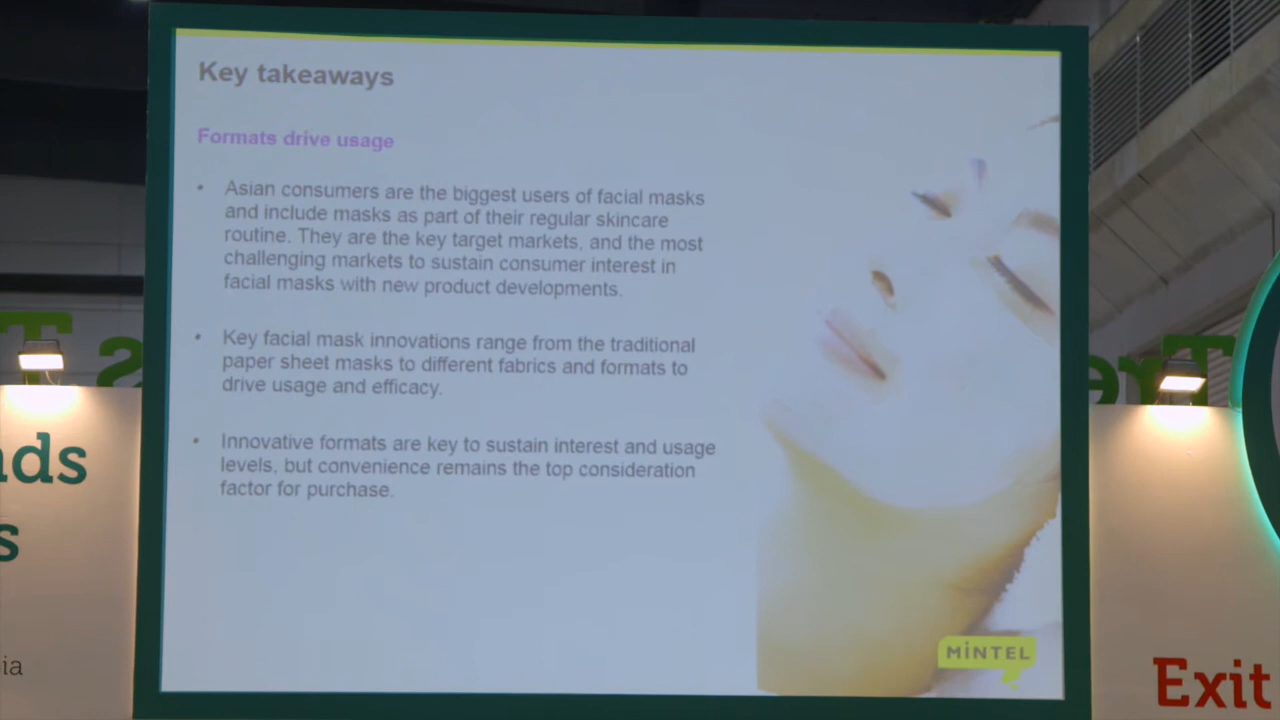 Key takeaways
Formats drive usage
• Asian consumers are the biggest users of facial masks
and include masks as part of their regular skincare
routine. They are the key target markets, and the most
challenging markets to sustain consumer interest in
facial masks with new product developments.
• Key facial mask innovations range from the traditional
paper sheet masks to different fabrics and formats to
drive usage and efficacy.
• Innovative formats are key to sustain interest and usage
levels, but convenience remains the top consideration
factor for purchase.
MiNTEL
Exit